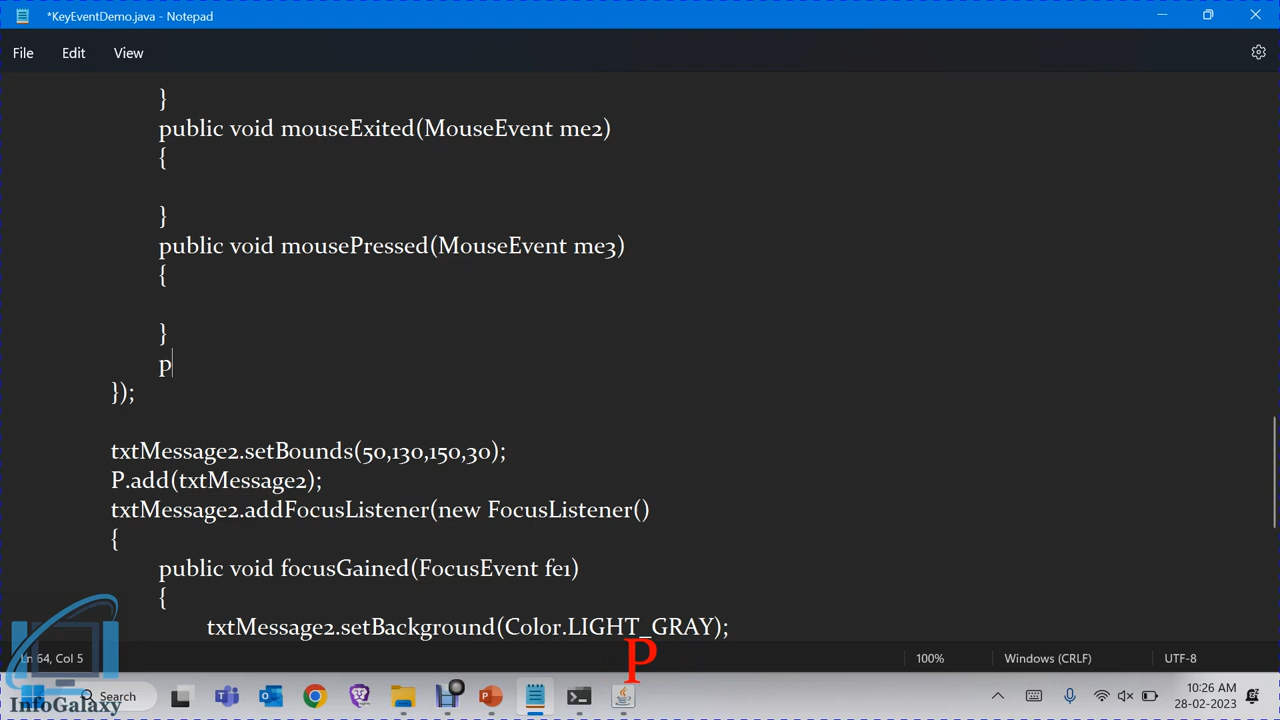 *KeyEventDemo.java - Notepad
File Edit View
}
public void mouseExited(MouseEvent me2)
{
}
public void mousePressed(MouseEvent me3)
{
}
p
});
txtMessage2.setBounds(50,130,150,30);
P.add(txtMessage2);
txtMessage2.addFocusListener(new FocusListener()
{
public void focusGained(FocusEvent fe1)
{
txtMessage2.setBackground(Color.LIGHT_GRAY);
P
Ln 64, Col 5 100% Windows (CRLF) UTF-8
Search
10:26 AM
28-02-2023
InfoGalaxy